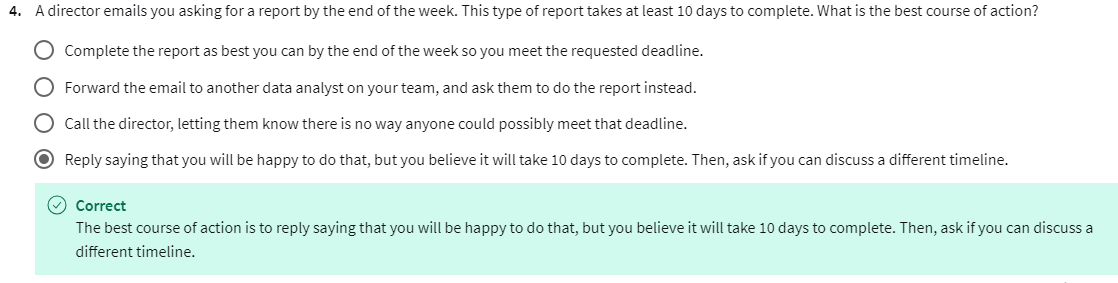 4. A director emails you asking for a report by the end of the week. This type of report takes at least 10 days to complete. What is the best course of action?
Complete the report as best you can by the end of the week so you meet the requested deadline.
Forward the email to another data analyst on your team, and ask them to do the report instead.
Call the director, letting them know there is no way anyone could possibly meet that deadline.
Reply saying that you will be happy to do that, but you believe it will take 10 days to complete. Then, ask if you can discuss a different timeline.
Correct
The best course of action is to reply saying that you will be happy to do that, but you believe it will take 10 days to complete. Then, ask if you can discuss a
different timeline.